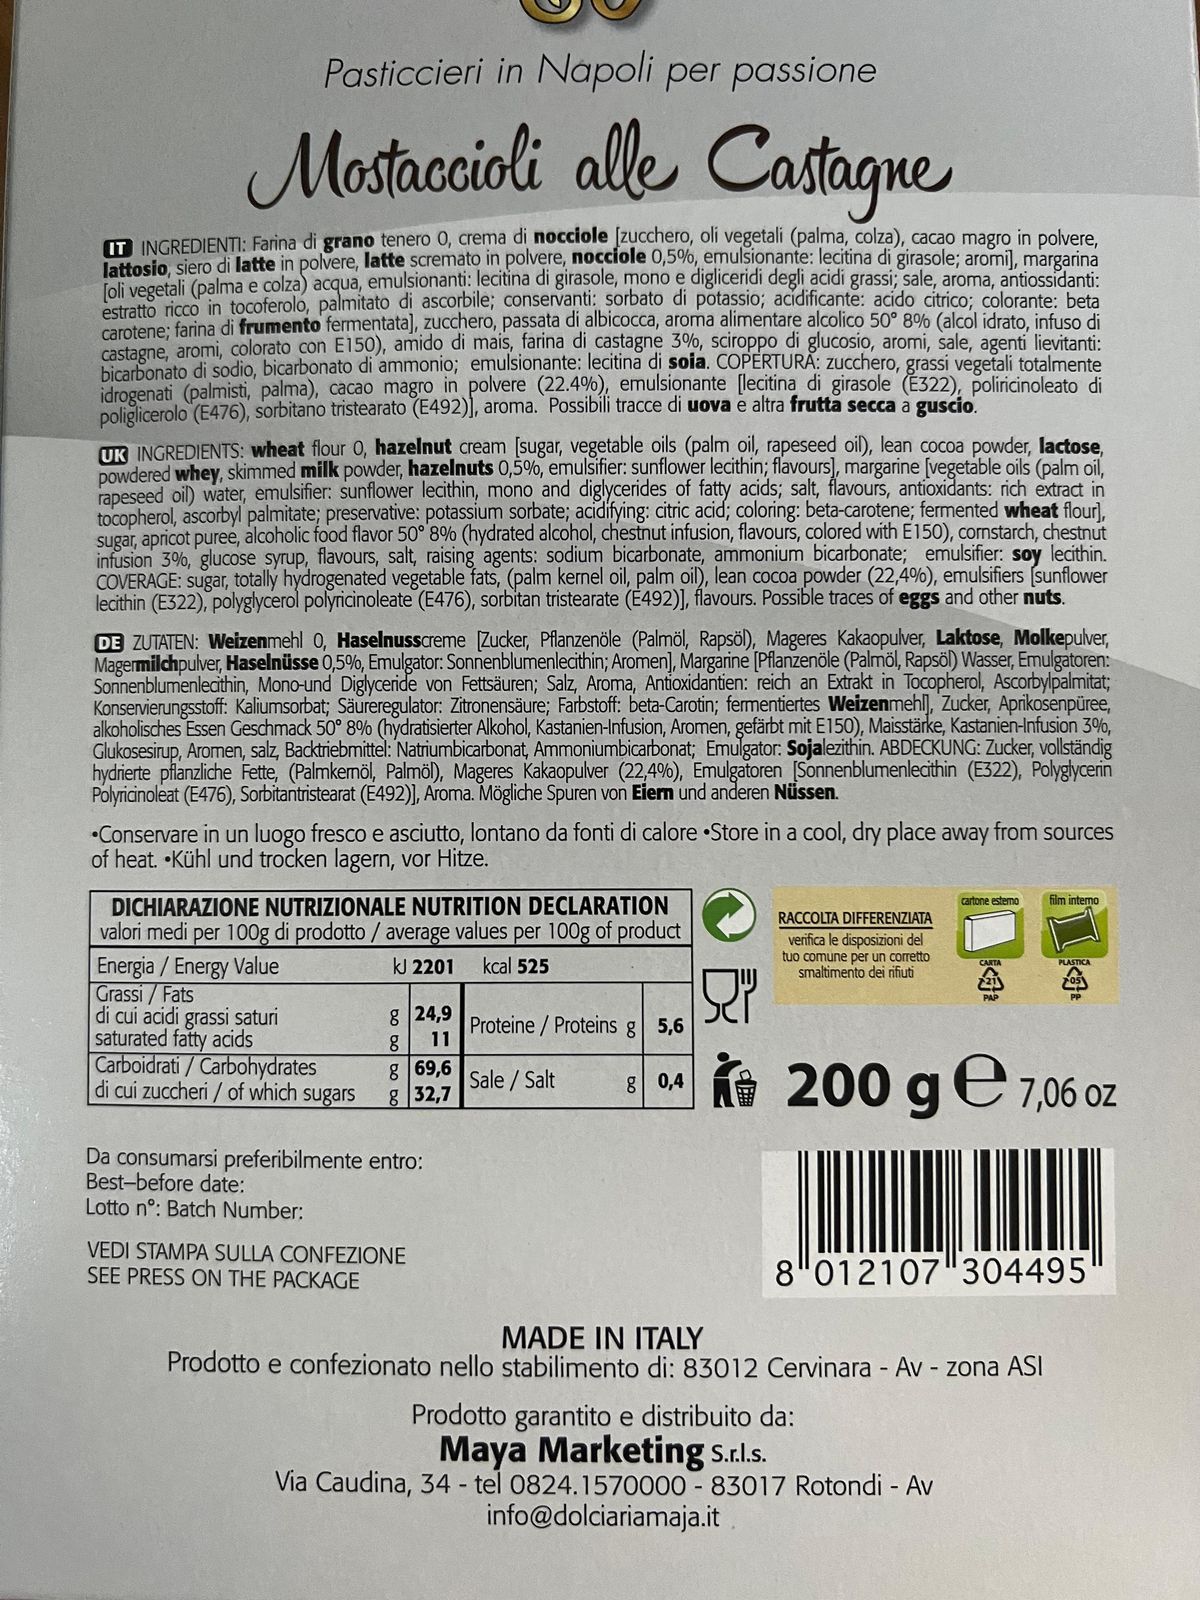 Pasticcieri in Napoli per passione
Mostaccioli alle Castagne
IT INGREDIENTI: Farina di grano tenero 0, crema di nocciole [zucchero, oli vegetali (palma, colza), cacao magro in polvere,
lattosio, siero di latte in polvere, latte scremato in polvere, nocciole 0,5%, emulsionante: lecitina di girasole; aromi], margarina
[oli vegetali (palma e colza) acqua, emulsionanti: lecitina di girasole, mono e digliceridi degli acidi grassi; sale, aroma, antiossidanti:
estratto ricco in tocoferolo, palmitato di ascorbile; conservanti: sorbato di potassio; acidificante: acido citrico; colorante: beta
carotene; farina di frumento fermentata], zucchero, passata di albicocca, aroma alimentare alcolico 50° 8% (alcol idrato, infuso di
castagne, aromi, colorato con E150), amido di mais, farina di castagne 3%, sciroppo di glucosio, aromi, sale, agenti lievitanti:
bicarbonato di sodio, bicarbonato di ammonio; emulsionante: lecitina di soia. COPERTURA: zucchero, grassi vegetali totalmente
idrogenati (palmisti, palma), cacao magro in polvere (22.4%), emulsionante [lecitina di girasole (E322), poliricinoleato di
poliglicerolo (E476), sorbitano tristearato (E492)], aroma. Possibili tracce di uova e altra frutta secca a guscio.
UK INGREDIENTS: wheat flour 0, hazelnut cream [sugar, vegetable oils (palm oil, rapeseed oil), lean cocoa powder, lactose,
powdered whey, skimmed milk powder, hazelnuts 0,5%, emulsifier: sunflower lecithin; flavours], margarine [vegetable oils (palm oil,
rapeseed oil) water, emulsifier: sunflower lecithin, mono and diglycerides of fatty acids; salt, flavours, antioxidants: rich extract in
tocopherol, ascorbyl palmitate; preservative: potassium sorbate; acidifying: citric acid; coloring: beta-carotene; fermented wheat flour],
sugar, apricot puree, alcoholic food flavor 50° 8% (hydrated alcohol, chestnut infusion, flavours, colored with E150), cornstarch, chestnut
infusion 3%, glucose syrup, flavours, salt, raising agents: sodium bicarbonate, ammonium bicarbonate; emulsifier: soy lecithin.
COVERAGE: sugar, totally hydrogenated vegetable fats, (palm kernel oil, palm oil), lean cocoa powder (22,4%), emulsifiers [sunflower
lecithin (E322), polyglycerol polyricinoleate (E476), sorbitan tristearate (E492)], flavours. Possible traces of eggs and other nuts.
DE ZUTATEN: Weizenmehl 0, Haselnusscreme [Zucker, Pflanzenöle (Palmöl, Rapsöl), Mageres Kakaopulver, Laktose, Molkepulver,
Magermilchpulver, Haselnüsse 0,5%, Emulgator: Sonnenblumenlecithin; Aromen], Margarine [Pflanzenöle (Palmöl, Rapsöl) Wasser, Emulgatoren:
Sonnenblumenlecithin, Mono-und Diglyceride von Fettsäuren; Salz, Aroma, Antioxidantien: reich an Extrakt in Tocopherol, Ascorbylpalmitat;
Konservierungsstoff: Kaliumsorbat; Säureregulator: Zitronensäure; Farbstoff: beta-Carotin; fermentiertes Weizenmehl], Zucker, Aprikosenpüree,
alkoholisches Essen Geschmack 50° 8% (hydratisierter Alkohol, Kastanien-Infusion, Aromen, gefärbt mit E150), Maisstärke, Kastanien-Infusion 3%,
Glukosesirup, Aromen, salz, Backtriebmittel: Natriumbicarbonat, Ammoniumbicarbonat; Emulgator: Sojalezithin. ABDECKUNG: Zucker, vollständig
hydrierte pflanzliche Fette, (Palmkernöl, Palmöl), Mageres Kakaopulver (22,4%), Emulgatoren [Sonnenblumenlecithin (E322), Polyglycerin
Polyricinoleat (E476), Sorbitantristearat (E492)], Aroma. Mögliche Spuren von Eiern und anderen Nüssen.
•Conservare in un luogo fresco e asciutto, lontano da fonti di calore •Store in a cool, dry place away from sources
of heat. •Kühl und trocken lagern, vor Hitze.
DICHIARAZIONE NUTRIZIONALE NUTRITION DECLARATION
valori medi per 100g di prodotto / average values per 100g of product
Energia / Energy Value kJ 2201 kcal 525
Grassi / Fats
di cui acidi grassi saturi g 24,9
saturated fatty acids g 11
Proteine / Proteins g 5,6
Carboidrati / Carbohydrates g 69,6
di cui zuccheri / of which sugars g 32,7
Sale / Salt g 0,4
RACCOLTA DIFFERENZIATA
verifica le disposizioni del
tuo comune per un corretto
smaltimento dei rifiuti
cartone esterno
CARTA
21
PAP
film interno
PLASTICA
05
PP
200 g e 7,06 oz
Da consumarsi preferibilmente entro:
Best–before date:
Lotto n°: Batch Number:
VEDI STAMPA SULLA CONFEZIONE
SEE PRESS ON THE PACKAGE
8 012107 304495
MADE IN ITALY
Prodotto e confezionato nello stabilimento di: 83012 Cervinara - Av - zona ASI
Prodotto garantito e distribuito da:
Maya Marketing S.r.l.s.
Via Caudina, 34 - tel 0824.1570000 - 83017 Rotondi - Av
info@dolciariamaja.it